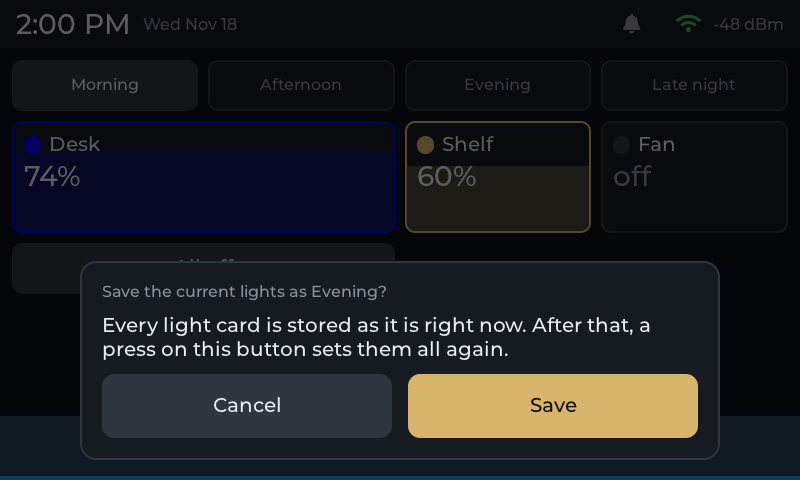 2:00 PM Wed Nov 18 -48 dBm
Morning Afternoon Evening Late night
Desk Shelf Fan
74% 60% off
Save the current lights as Evening?
Every light card is stored as it is right now. After that, a
press on this button sets them all again.
Cancel Save